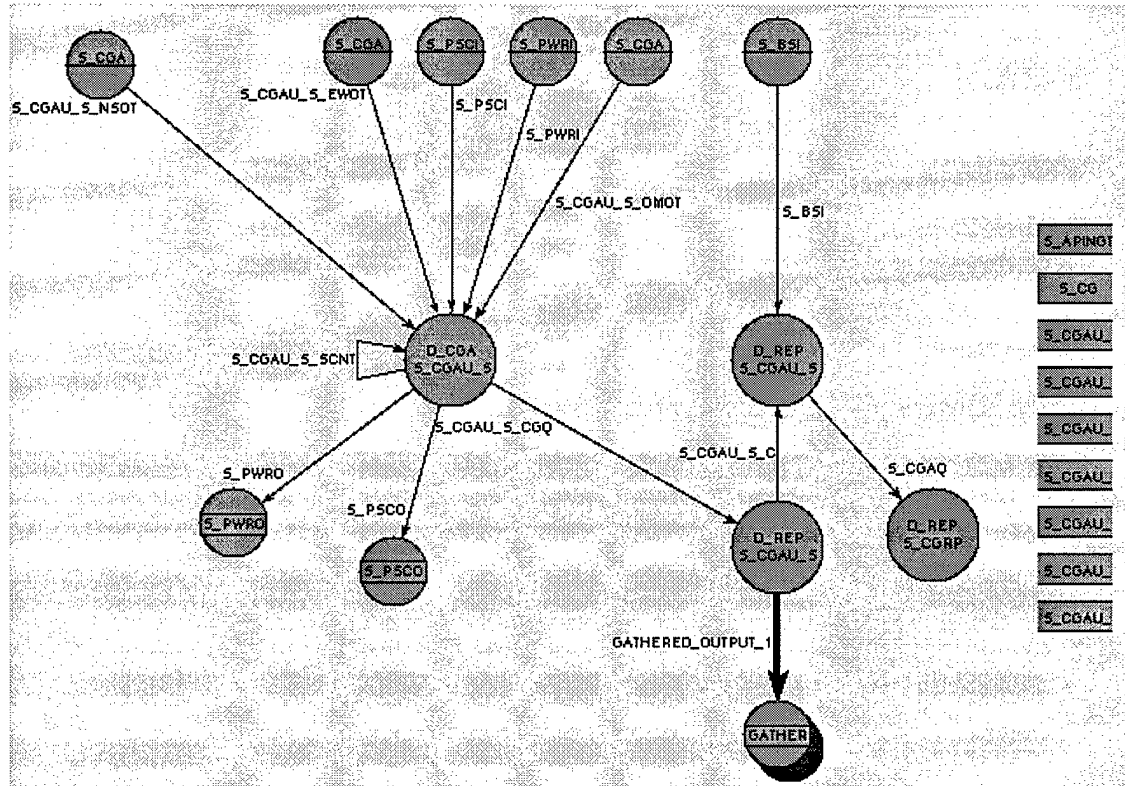 S_CGA
S_CGA
S_PSCI
S_PWRI
S_CGA
S_BSI
S_CGAU_S_NSOT
S_CGAU_S_EWOT
S_PSCI
S_PWRI
S_CGAU_S_OMOT
S_BSI
S_APINGT
S_CG
S_CGAU_
S_CGAU_
S_CGAU_
S_CGAU_
S_CGAU_
S_CGAU_
S_CGAU_
D_CGA
S_CGAU_S
S_CGAU_S_SCNT
D_REP
S_CGAU_S
S_CGAU_S_CGQ
S_CGAU_S_C
S_CGAQ
S_PWRO
S_PWRO
S_PSCO
S_PSCO
D_REP
S_CGAU_S
D_REP
S_CGRP
GATHERED_OUTPUT_1
GATHER